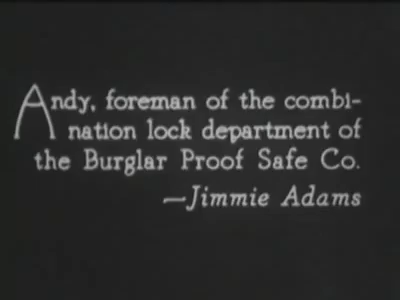 Andy, foreman of the combi-
nation lock department of
the Burglar Proof Safe Co.
—Jimmie Adams